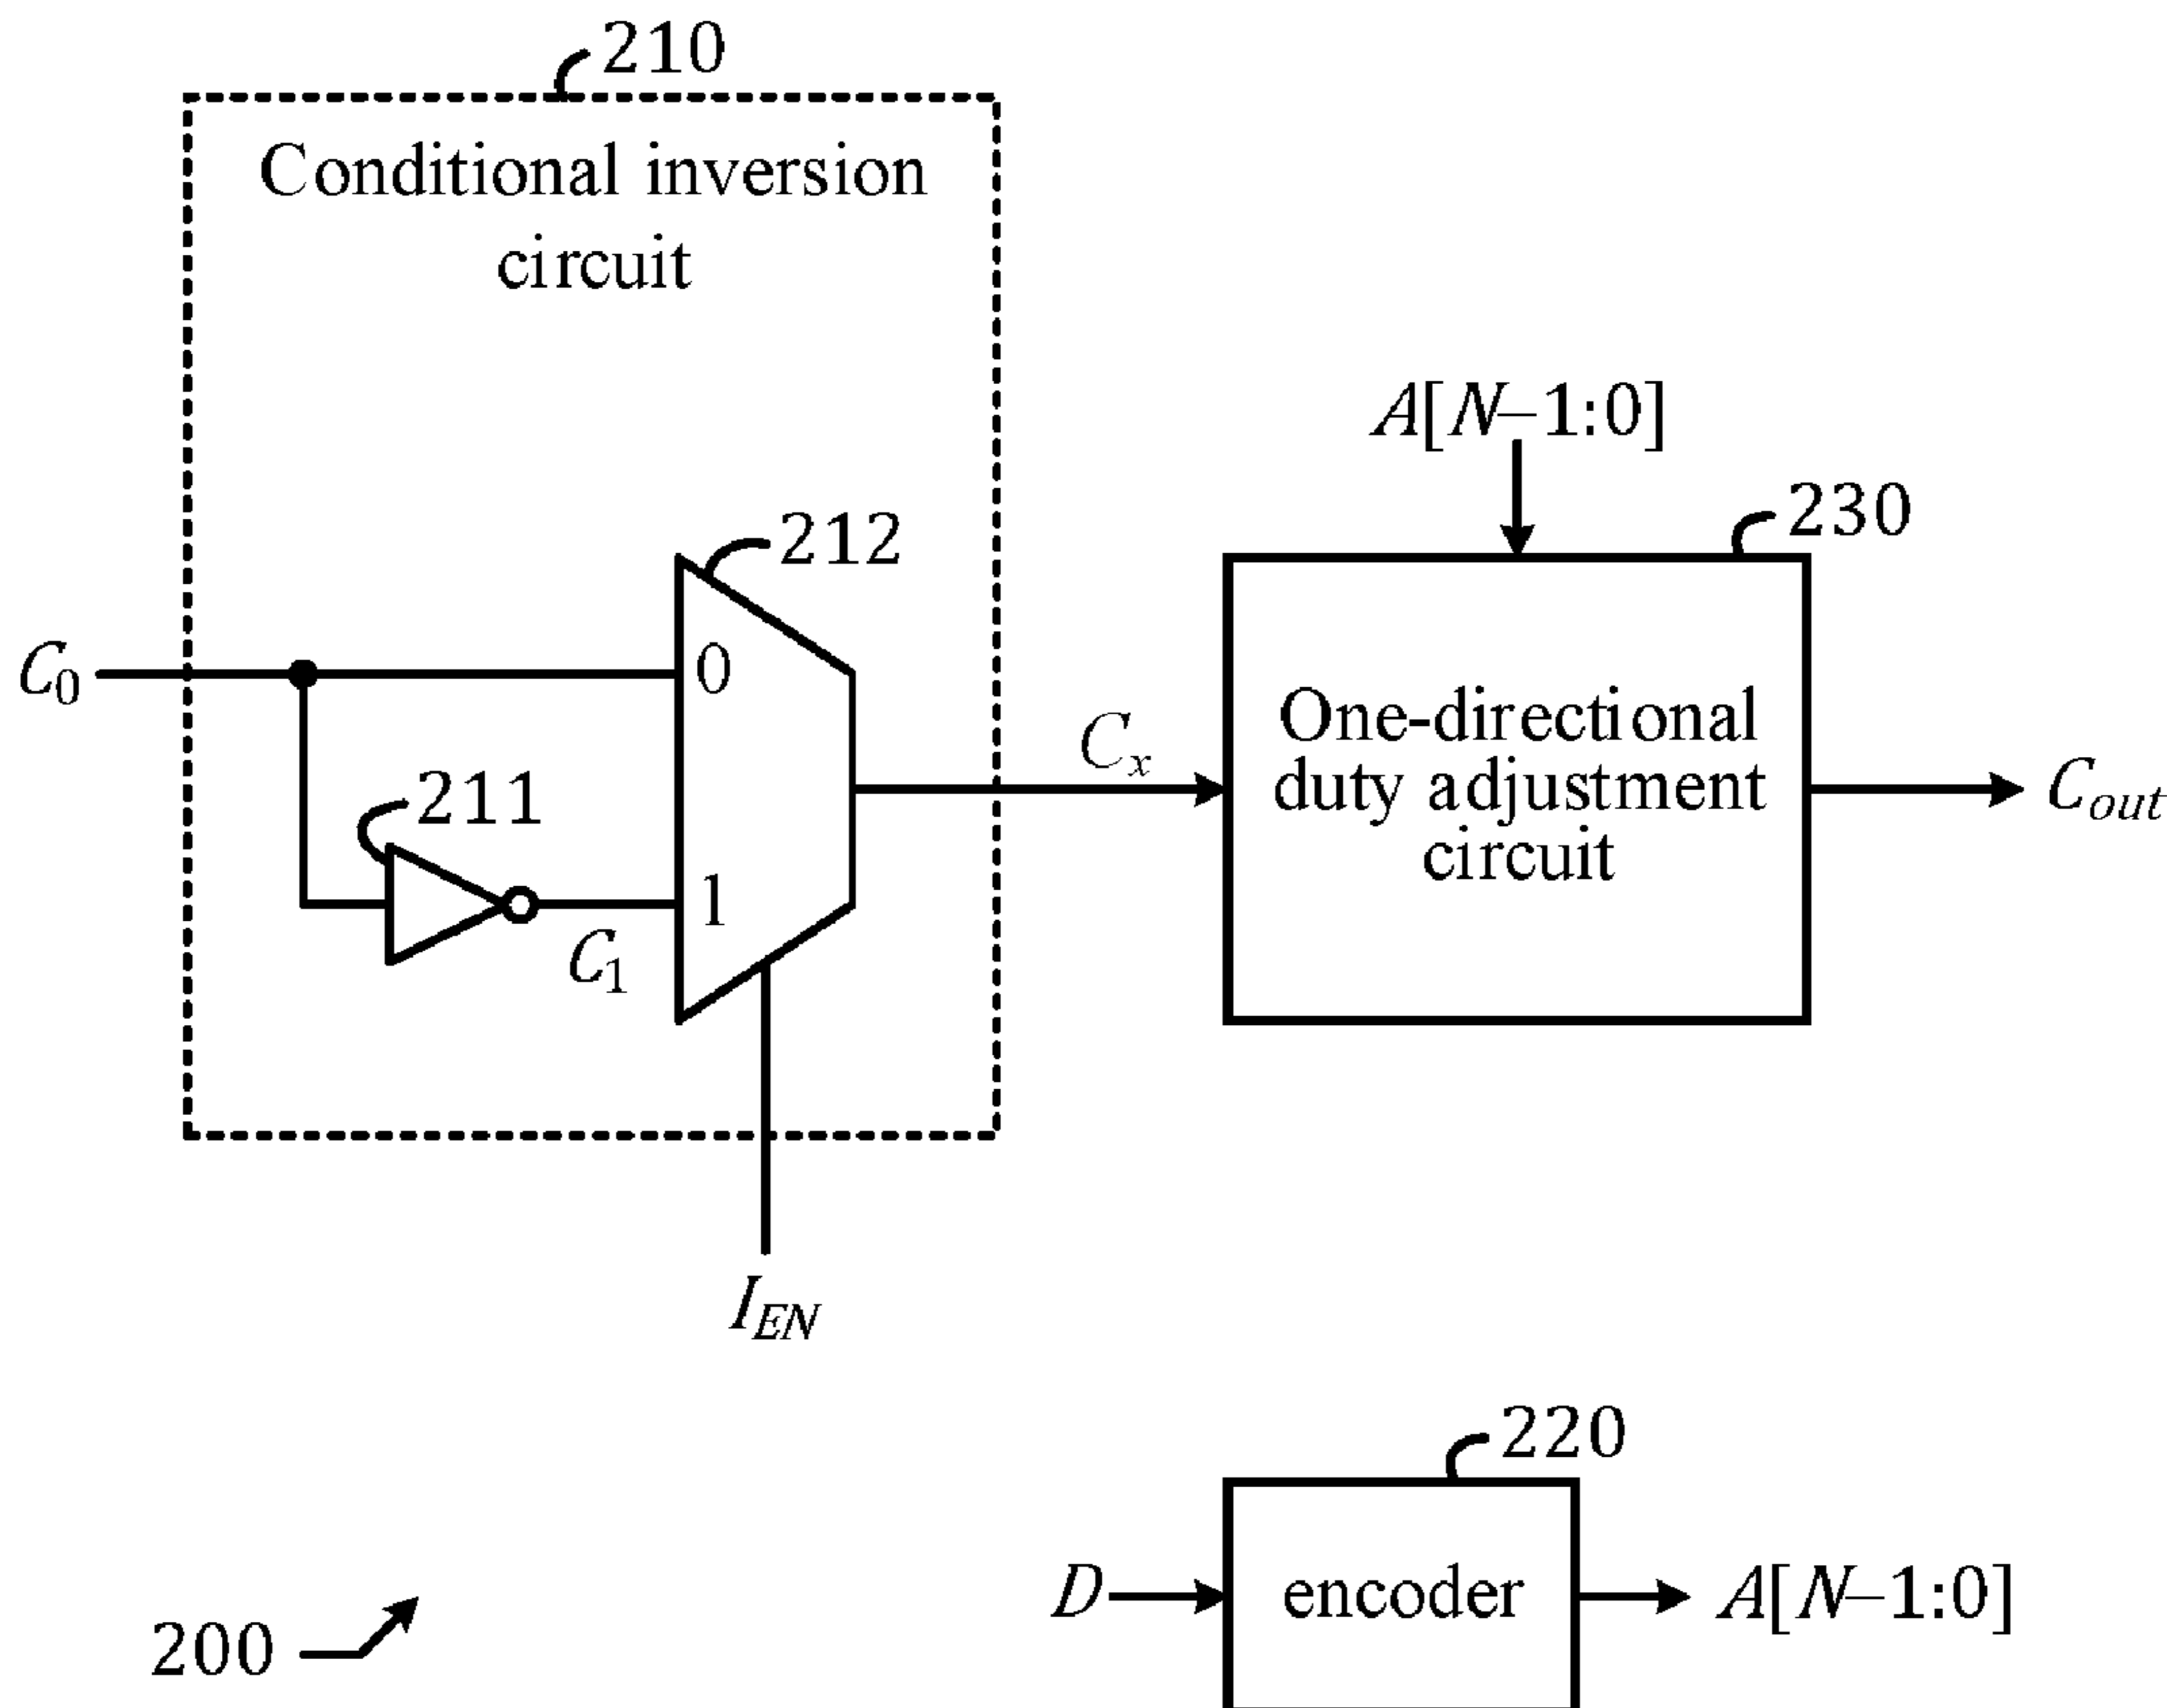 210
Conditional inversion
circuit
A[N–1:0]
230
212
C0
0
One-directional
duty adjustment
circuit
Cx
Cout
211
1
C1
IEN
220
D
encoder
A[N–1:0]
200